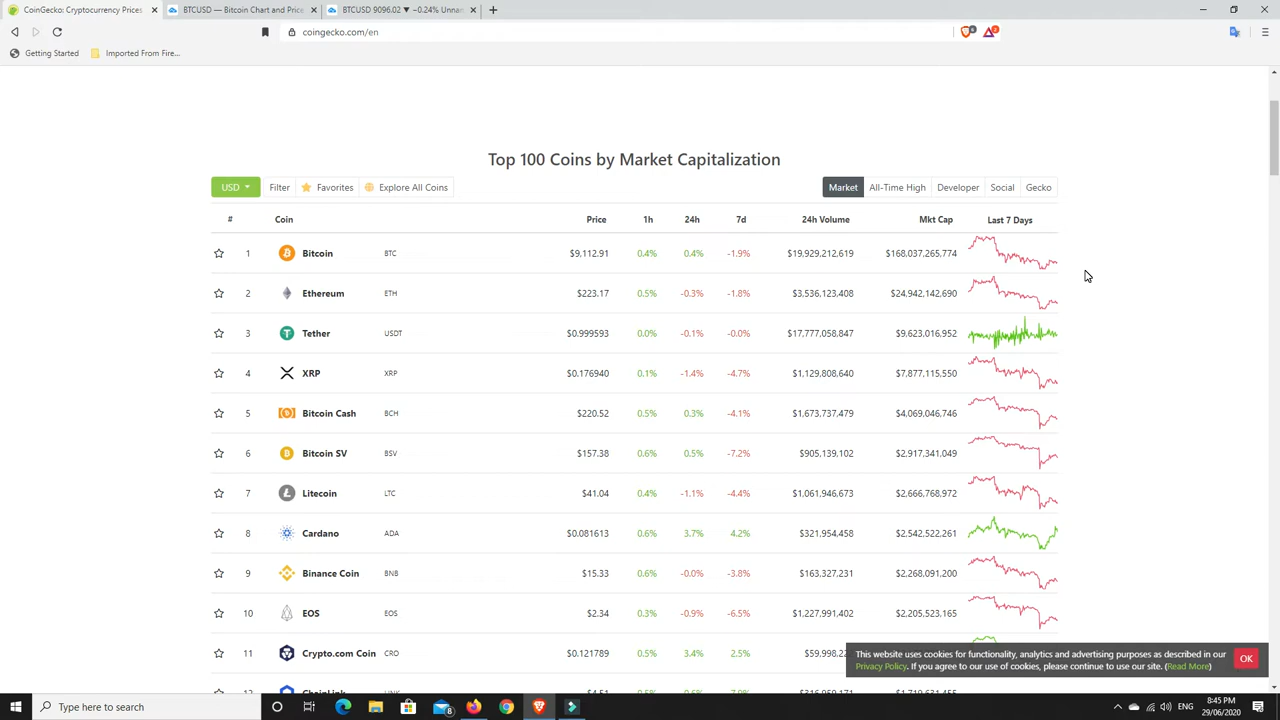 CoinGecko: Cryptocurrency Prices
BTCUSD — Bitcoin Chart and Price
BTCUSD 9096.02 ▼ −0.24% Unnam
coingecko.com/en
6
2
Getting Started
Imported From Fire...
Top 100 Coins by Market Capitalization
USD Filter Favorites Explore All Coins Market All-Time High Developer Social Gecko
# Coin Price 1h 24h 7d 24h Volume Mkt Cap Last 7 Days
1 Bitcoin BTC $9,112.91 0.4% 0.4% -1.9% $19,929,212,619 $168,037,265,774
2 Ethereum ETH $223.17 0.5% -0.3% -1.8% $3,536,123,408 $24,942,142,690
3 Tether USDT $0.999593 0.0% -0.1% -0.0% $17,777,058,847 $9,623,016,952
4 XRP XRP $0.176940 0.1% -1.4% -4.7% $1,129,808,640 $7,877,115,550
5 Bitcoin Cash BCH $220.52 0.5% 0.3% -4.1% $1,673,737,479 $4,069,046,746
6 Bitcoin SV BSV $157.38 0.6% 0.5% -7.2% $905,139,102 $2,917,341,049
7 Litecoin LTC $41.04 0.4% -1.1% -4.4% $1,061,946,673 $2,666,768,972
8 Cardano ADA $0.081613 0.6% 3.7% 4.2% $321,954,458 $2,542,522,261
9 Binance Coin BNB $15.33 0.6% -0.0% -3.8% $163,327,231 $2,268,091,200
10 EOS EOS $2.34 0.3% -0.9% -6.5% $1,227,991,402 $2,205,523,165
11 Crypto.com Coin CRO $0.121789 0.5% 3.4% 2.5% $59,998,2
This website uses cookies for functionality, analytics and advertising purposes as described in our
Privacy Policy. If you agree to our use of cookies, please continue to use our site. (Read More)
OK
Type here to search
8
ENG
8:45 PM
29/06/2020